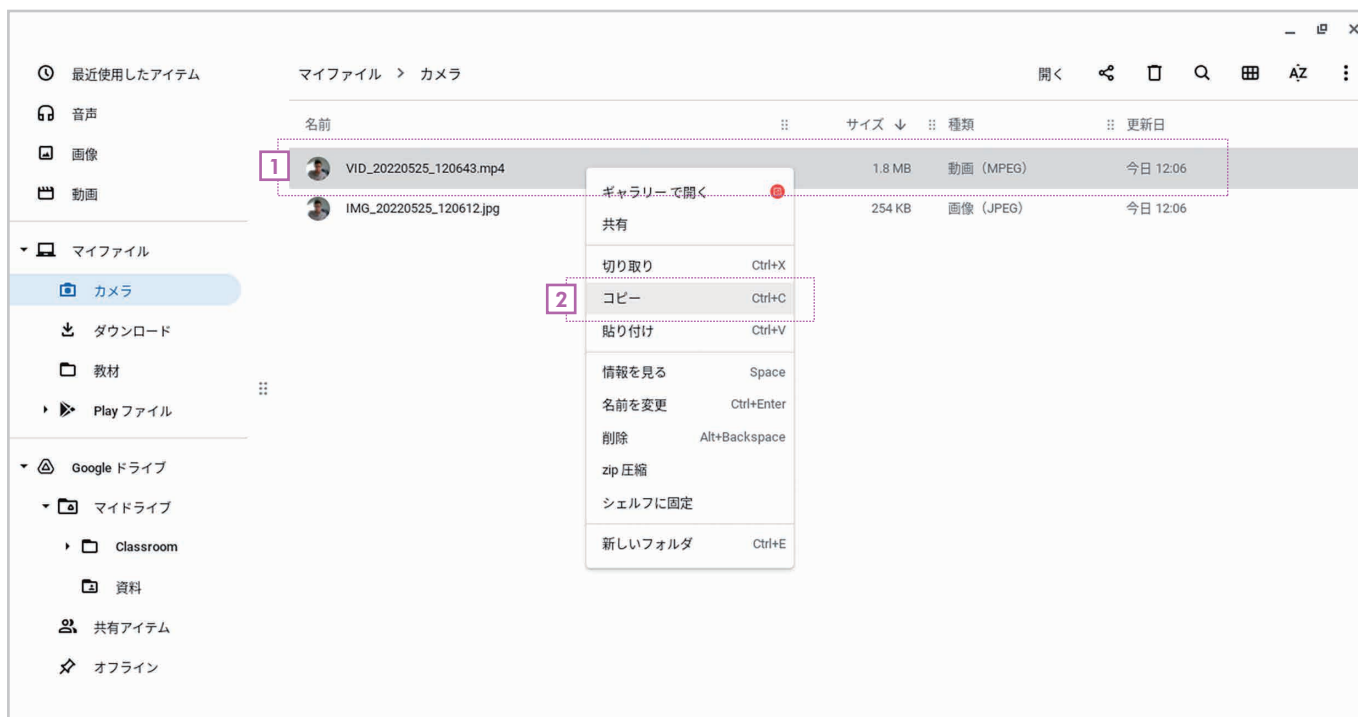 最近使用したアイテム
音声
画像
動画
マイファイル
カメラ
ダウンロード
教材
Play ファイル
Google ドライブ
マイドライブ
Classroom
資料
共有アイテム
オフライン
マイファイル > カメラ
開く
AZ
名前 サイズ 種類 更新日
1
VID_20220525_120643.mp4 1.8 MB 動画（MPEG） 今日 12:06
IMG_20220525_120612.jpg 254 KB 画像（JPEG） 今日 12:06
ギャラリー で開く
共有
切り取り Ctrl+X
2
コピー Ctrl+C
貼り付け Ctrl+V
情報を見る Space
名前を変更 Ctrl+Enter
削除 Alt+Backspace
zip 圧縮
シェルフに固定
新しいフォルダ Ctrl+E